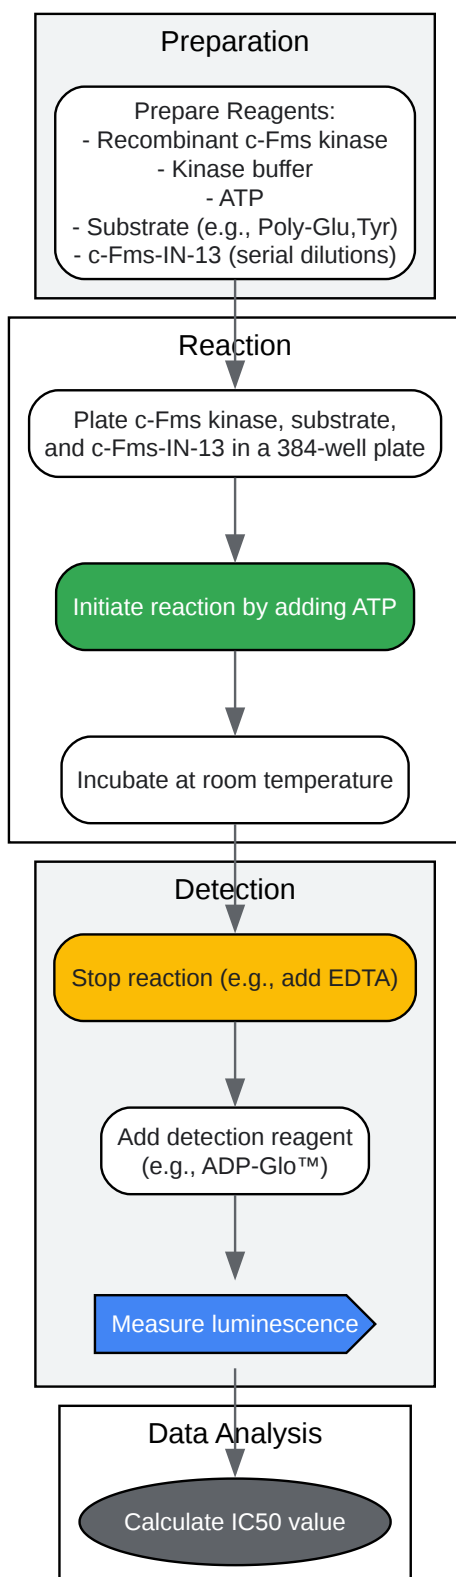 Preparation
Prepare Reagents:
- Recombinant c-Fms kinase
- Kinase buffer
- ATP
- Substrate (e.g., Poly-Glu,Tyr)
- c-Fms-IN-13 (serial dilutions)
Reaction
Plate c-Fms kinase, substrate,
and c-Fms-IN-13 in a 384-well plate
Initiate reaction by adding ATP
Incubate at room temperature
Detection
Stop reaction (e.g., add EDTA)
Add detection reagent
(e.g., ADP-Glo™)
Measure luminescence
Data Analysis
Calculate IC50 value